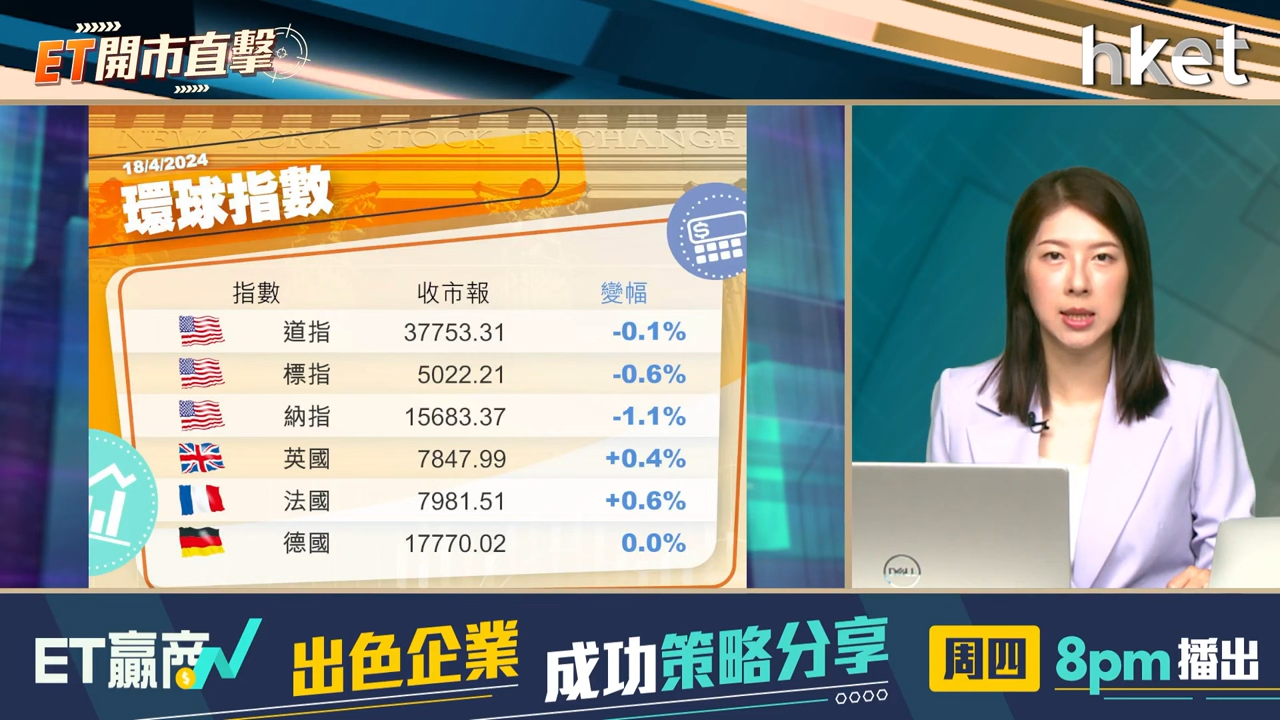 ET開市直擊
hket
NEW YORK STOCK EXCHANGE
18/4/2024
環球指數
$
指數 收市報 變幅
道指 37753.31 -0.1%
標指 5022.21 -0.6%
納指 15683.37 -1.1%
英國 7847.99 +0.4%
法國 7981.51 +0.6%
德國 17770.02 0.0%
DELL
ET贏商
$
出色企業
成功策略分享
周四
8pm播出